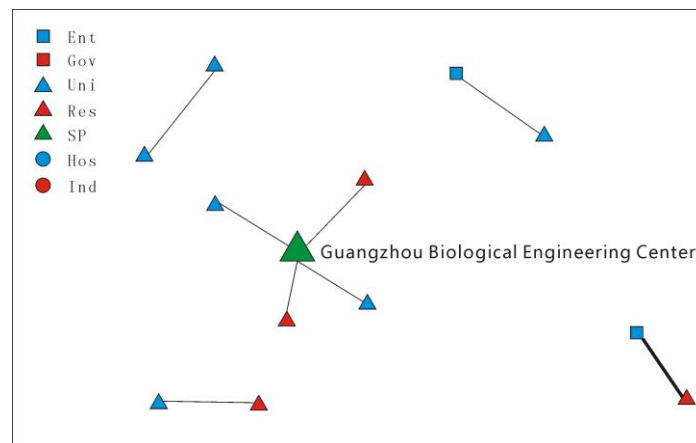 Ent
Gov
Uni
Res
SP
Hos
Ind
Guangzhou Biological Engineering Center